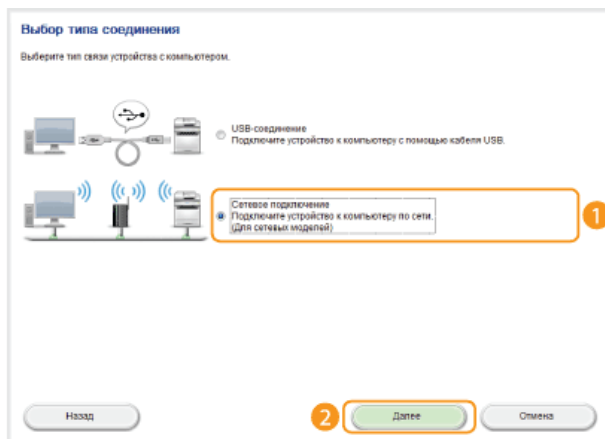 Выбор типа соединения
Выберите тип связи устройства с компьютером.
USB-соединение
Подключите устройство к компьютеру с помощью кабеля USB.
Сетевое подключение
Подключите устройство к компьютеру по сети.
(Для сетевых моделей)
1
Назад
2
Далее
Отмена